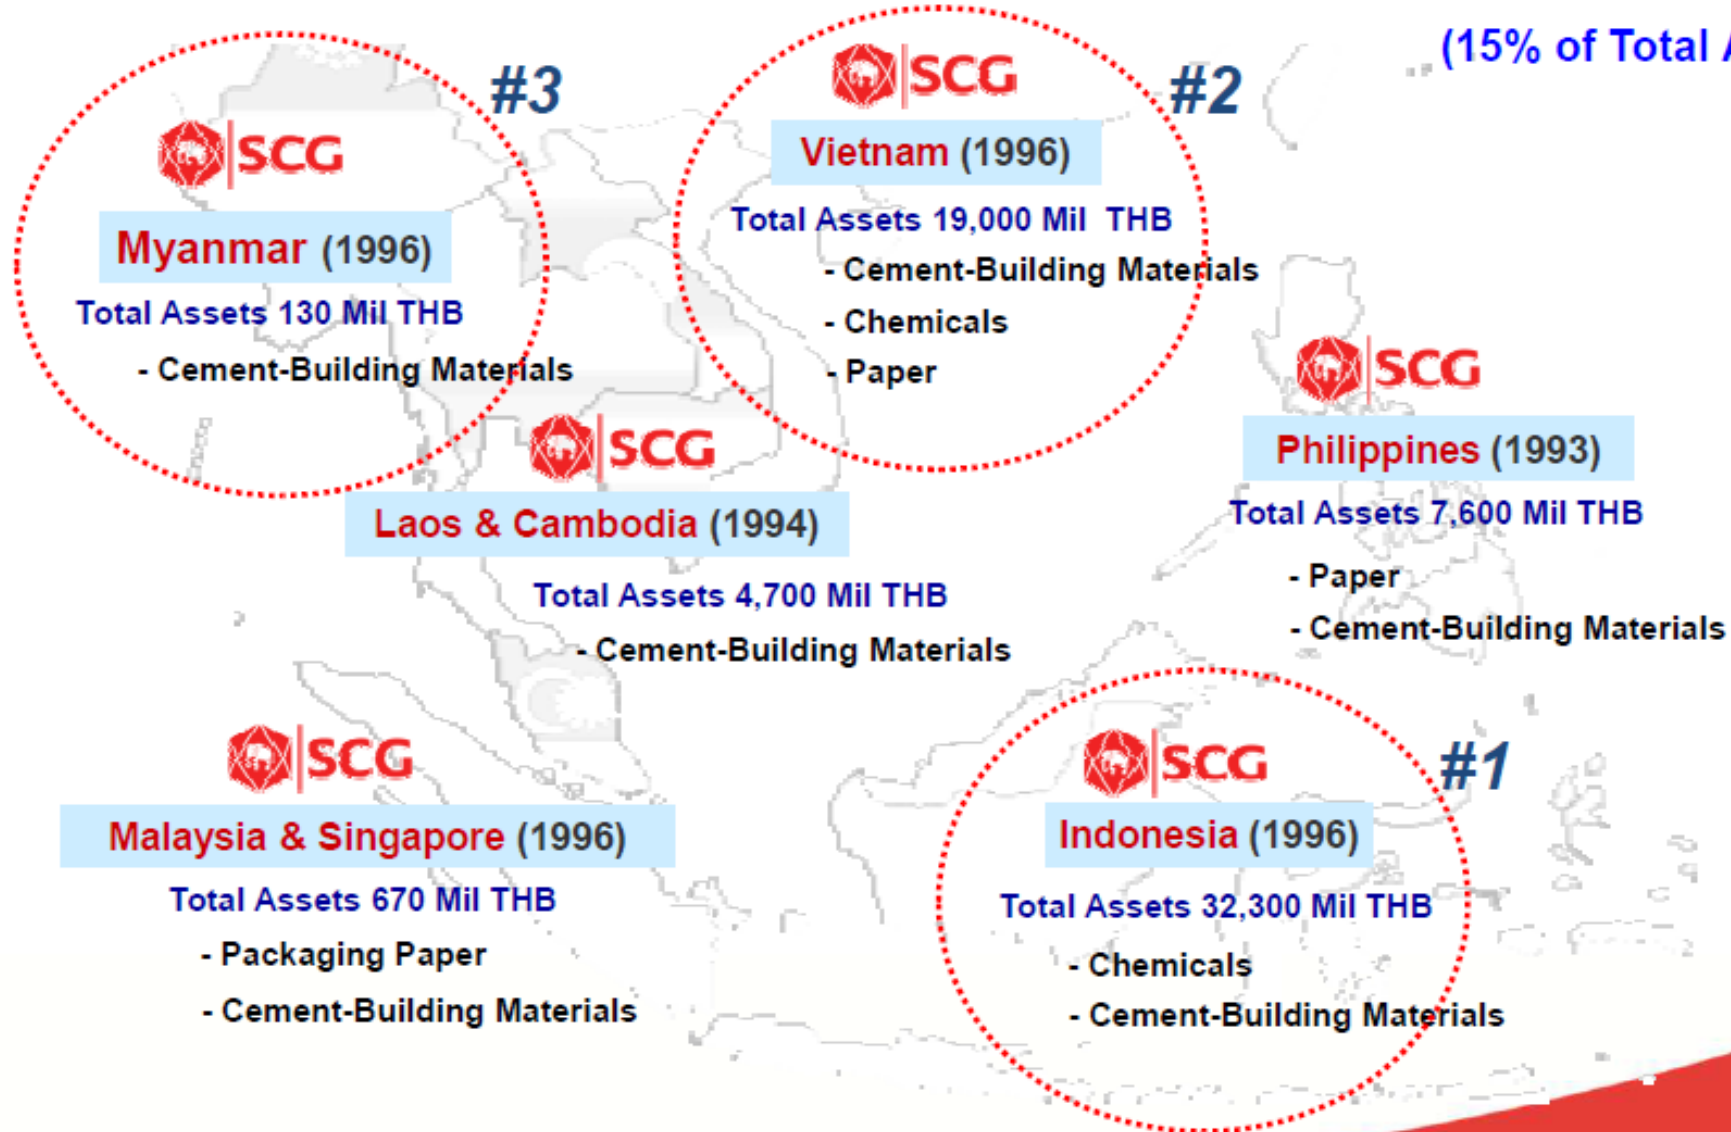 (15% of Total
#3
SCG
#2
SCG
Vietnam (1996)
Total Assets 19,000 Mil THB
- Cement-Building Materials
- Chemicals
- Paper
Myanmar (1996)
Total Assets 130 Mil THB
- Cement-Building Materials
SCG
Philippines (1993)
Total Assets 7,600 Mil THB
- Paper
- Cement-Building Materials
SCG
Laos & Cambodia (1994)
Total Assets 4,700 Mil THB
- Cement-Building Materials
SCG
Malaysia & Singapore (1996)
Total Assets 670 Mil THB
- Packaging Paper
- Cement-Building Materials
SCG
#1
Indonesia (1996)
Total Assets 32,300 Mil THB
- Chemicals
- Cement-Building Materials